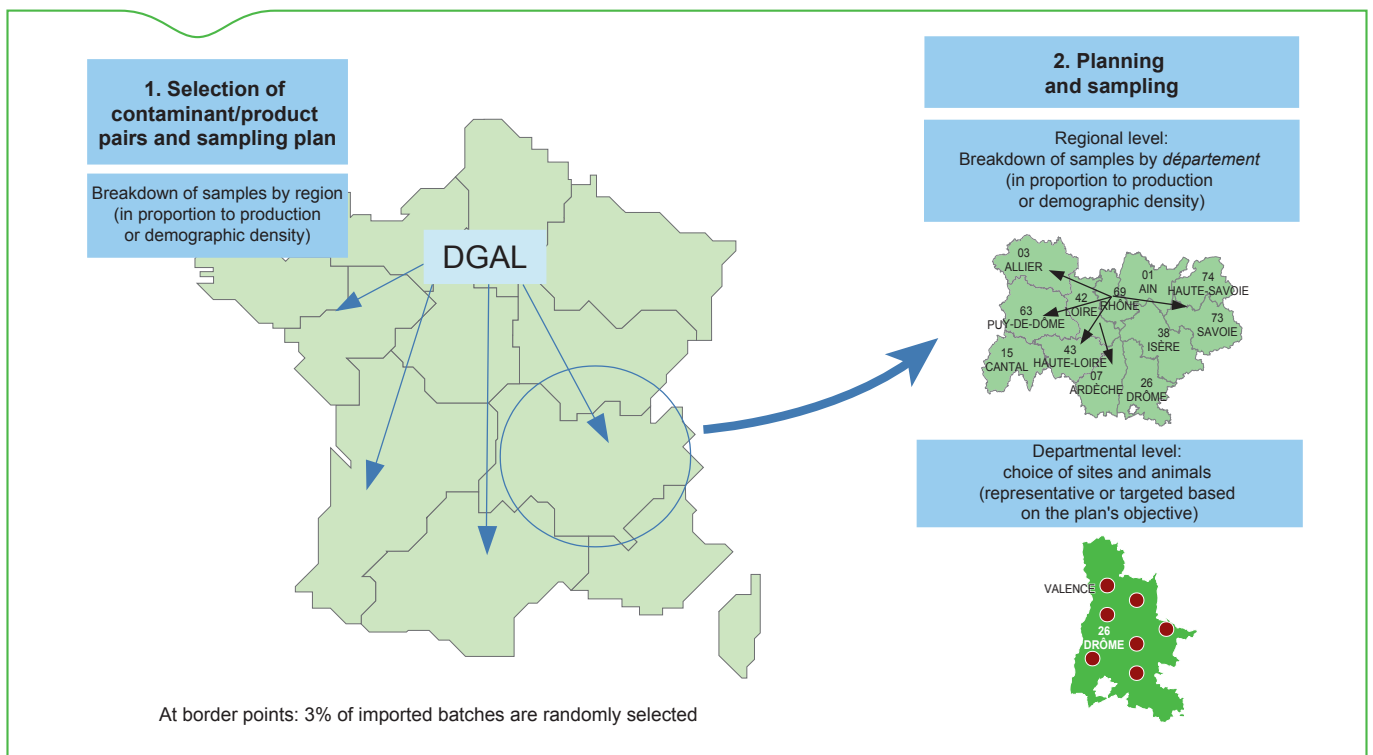 1. Selection of
contaminant/product
pairs and sampling plan
Breakdown of samples by region
(in proportion to production
or demographic density)
DGAL
At border points: 3% of imported batches are randomly selected
2. Planning
and sampling
Regional level:
Breakdown of samples by département
(in proportion to production
or demographic density)
03
ALLIER
01
AIN
74
HAUTE-SAVOIE
69
RHÔNE
42
LOIRE
63
PUY-DE-DÔME
73
SAVOIE
38
ISÈRE
15
CANTAL
43
HAUTE-LOIRE
07
ARDÈCHE
26
DRÔME
Departmental level:
choice of sites and animals
(representative or targeted based
on the plan's objective)
VALENCE
26
DRÔME